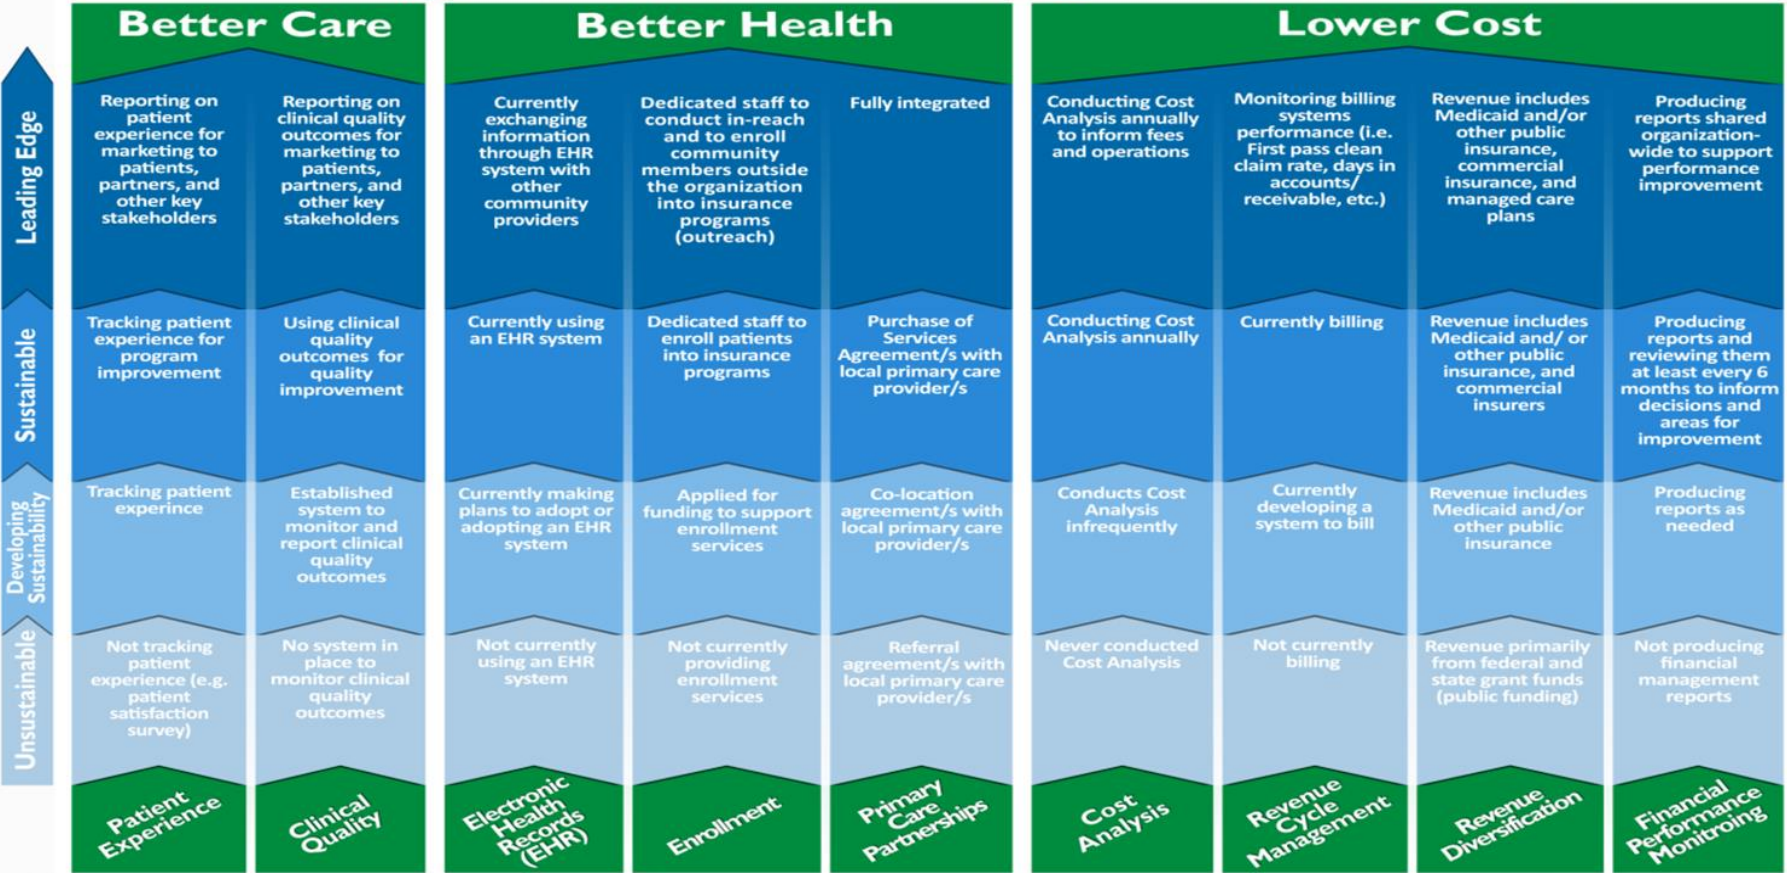 Better Care
Better Health
Lower Cost
Leading Edge
Reporting on
patient
experience for
marketing to
patients,
partners, and
other key
stakeholders
Reporting on
clinical quality
outcomes for
marketing to
patients,
partners, and
other key
stakeholders
Currently
exchanging
information
through EHR
system with
other
community
providers
Dedicated staff to
conduct in-reach
and to enroll
community
members outside
the organization
into insurance
programs
(outreach)
Fully integrated
Conducting Cost
Analysis annually
to inform fees
and operations
Monitoring billing
systems
performance (i.e.
First pass clean
claim rate, days in
accounts/
receivable, etc.)
Revenue includes
Medicaid and/or
other public
insurance,
commercial
insurance, and
managed care
plans
Producing
reports shared
organization-
wide to support
performance
improvement
Sustainable
Tracking patient
experience for
program
improvement
Using clinical
quality
outcomes for
quality
improvement
Currently using
an EHR system
Dedicated staff to
enroll patients
into insurance
programs
Purchase of
Services
Agreement/s with
local primary care
provider/s
Conducting Cost
Analysis annually
Currently billing
Revenue includes
Medicaid and/ or
other public
insurance, and
commercial
insurers
Producing
reports and
reviewing them
at least every 6
months to inform
decisions and
areas for
improvement
Developing
Sustainability
Tracking patient
experince
Established
system to
monitor and
report clinical
quality
outcomes
Currently making
plans to adopt or
adopting an EHR
system
Applied for
funding to support
enrollment
services
Co-location
agreement/s with
local primary care
provider/s
Conducts Cost
Analysis
infrequently
Currently
developing a
system to bill
Revenue includes
Medicaid and/or
other public
insurance
Producing
reports as
needed
Unsustainable
Not tracking
patient
experience (e.g.
patient
satisfaction
survey)
No system in
place to
monitor clinical
quality
outcomes
Not currently
using an EHR
system
Not currently
providing
enrollment
services
Referral
agreement/s with
local primary care
provider/s
Never conducted
Cost Analysis
Not currently
billing
Revenue primarily
from federal and
state grant funds
(public funding)
Not producing
financial
management
reports
Patient
Experience
Clinical
Quality
Electronic
Health
Records
(EHR)
Enrollment
Primary
Care
Partnerships
Cost
Analysis
Revenue
Cycle
Management
Revenue
Diversification
Financial
Performance
Monitroing